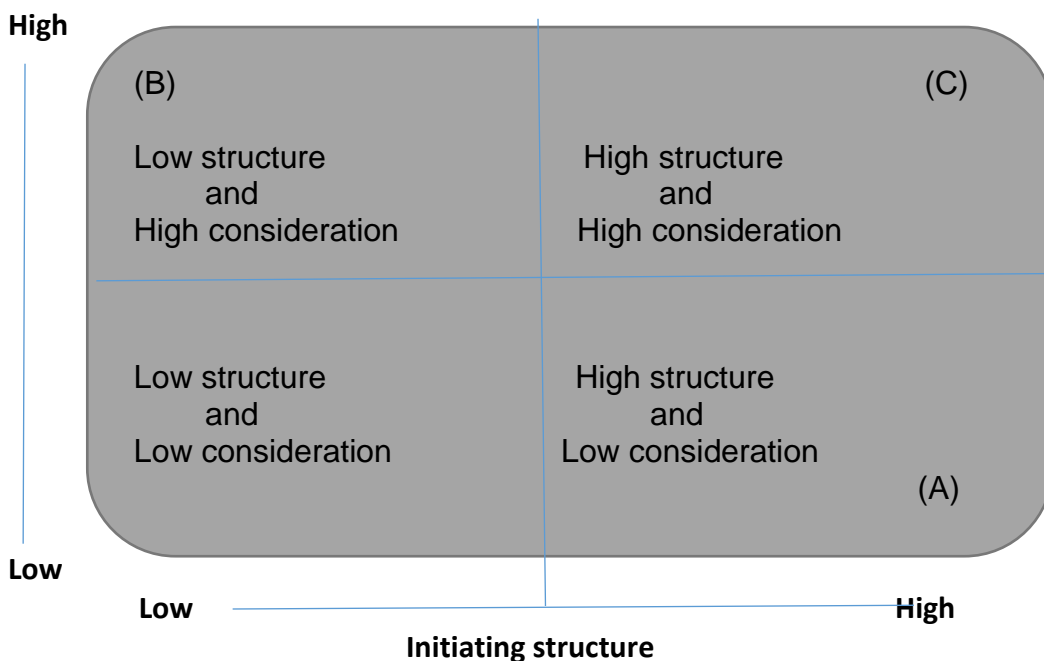 High
(B)
(C)
Low structure
and
High consideration
High structure
and
High consideration
Low structure
and
Low consideration
High structure
and
Low consideration
(A)
Low
Low
High
Initiating structure